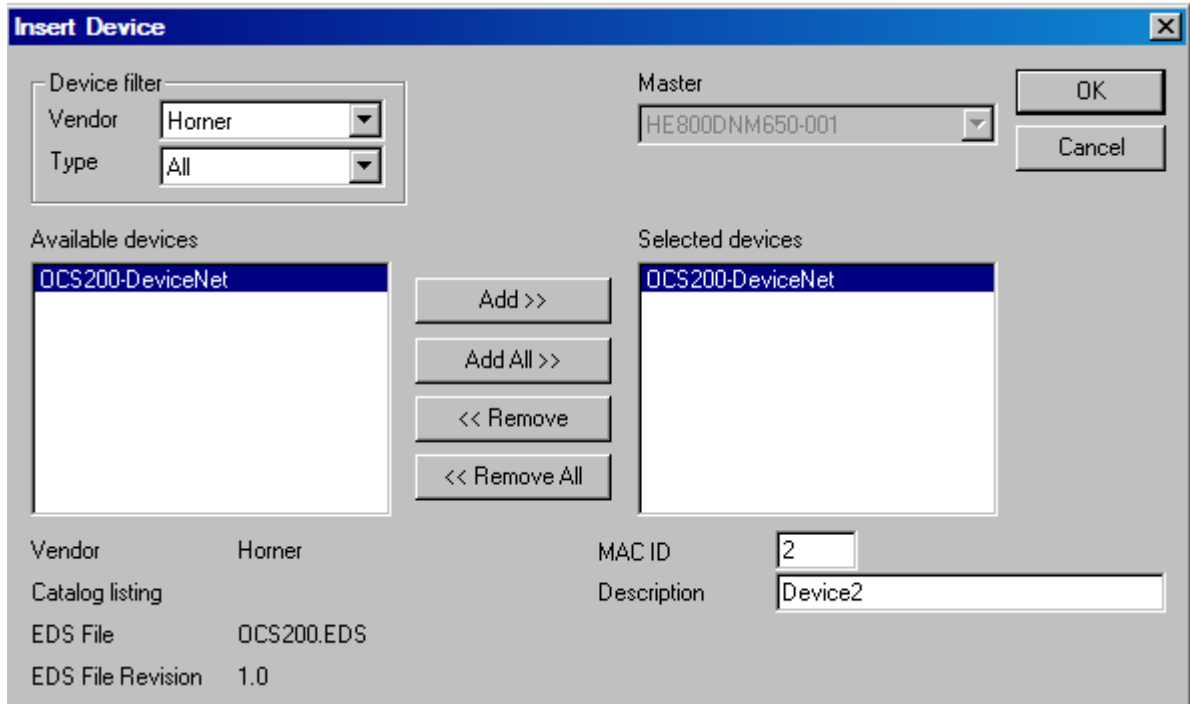 Insert Device
Device filter
Vendor Horner
Type All
Master
HE800DNM650-001
OK
Cancel
Available devices
OCS200-DeviceNet
Add >>
Add All >>
<< Remove
<< Remove All
Selected devices
OCS200-DeviceNet
Vendor Horner
Catalog listing
EDS File OCS200.EDS
EDS File Revision 1.0
MAC ID 2
Description Device2